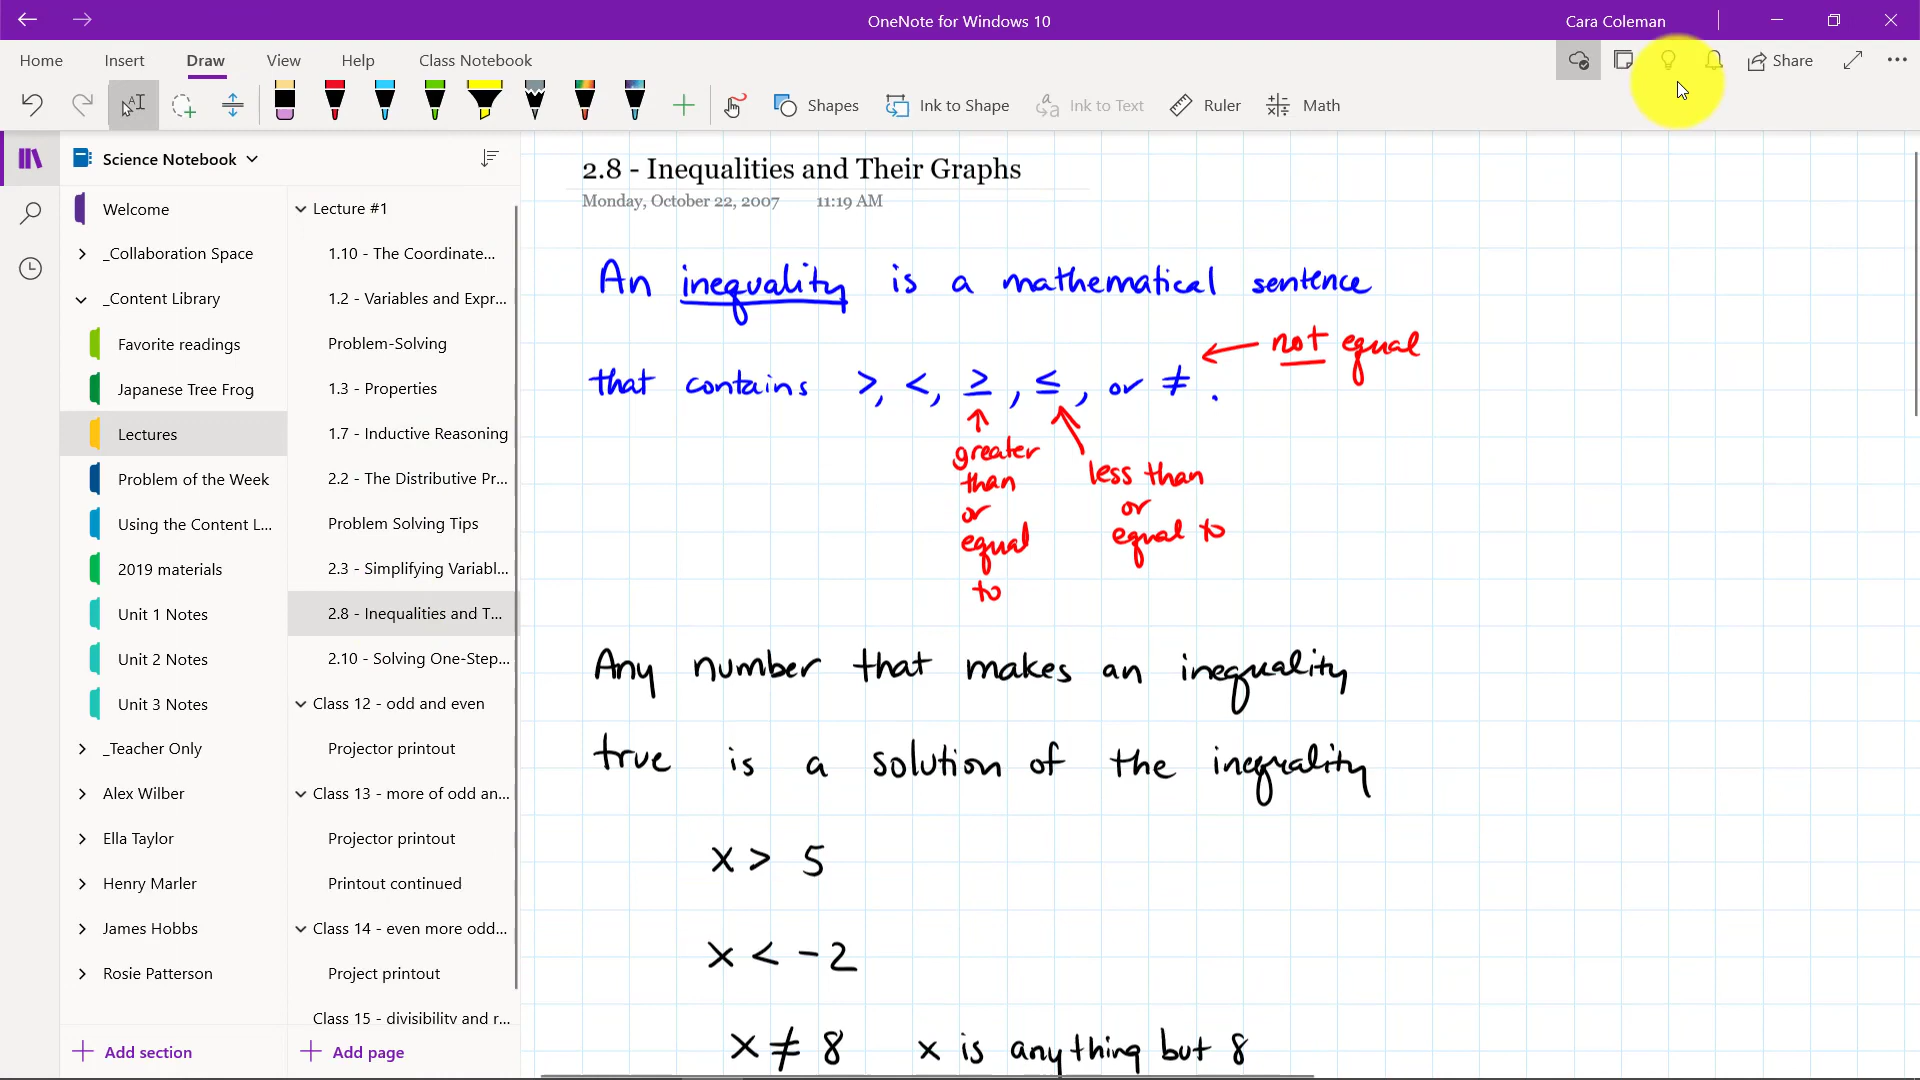 OneNote for Windows 10
Cara Coleman
Home Insert Draw View Help Class Notebook
Share
Shapes Ink to Shape Ink to Text Ruler Math
Science Notebook
Welcome
_Collaboration Space
_Content Library
Favorite readings
Japanese Tree Frog
Lectures
Problem of the Week
Using the Content L...
2019 materials
Unit 1 Notes
Unit 2 Notes
Unit 3 Notes
_Teacher Only
Alex Wilber
Ella Taylor
Henry Marler
James Hobbs
Rosie Patterson
Add section
Lecture #1
1.10 - The Coordinate...
1.2 - Variables and Expr...
Problem-Solving
1.3 - Properties
1.7 - Inductive Reasoning
2.2 - The Distributive Pr...
Problem Solving Tips
2.3 - Simplifying Variabl...
2.8 - Inequalities and T...
2.10 - Solving One-Step...
Class 12 - odd and even
Projector printout
Class 13 - more of odd an...
Projector printout
Printout continued
Class 14 - even more odd...
Project printout
Class 15 - divisibility and r...
Add page
2.8 - Inequalities and Their Graphs
Monday, October 22, 2007 11:19 AM
An inequality is a mathematical sentence
← not equal
that contains >, <, ≥, ≤, or ≠.
greater
than
or
equal
to
less than
or
equal to
Any number that makes an inequality
true is a solution of the inequality
x > 5
x < -2
x ≠ 8 x is anything but 8